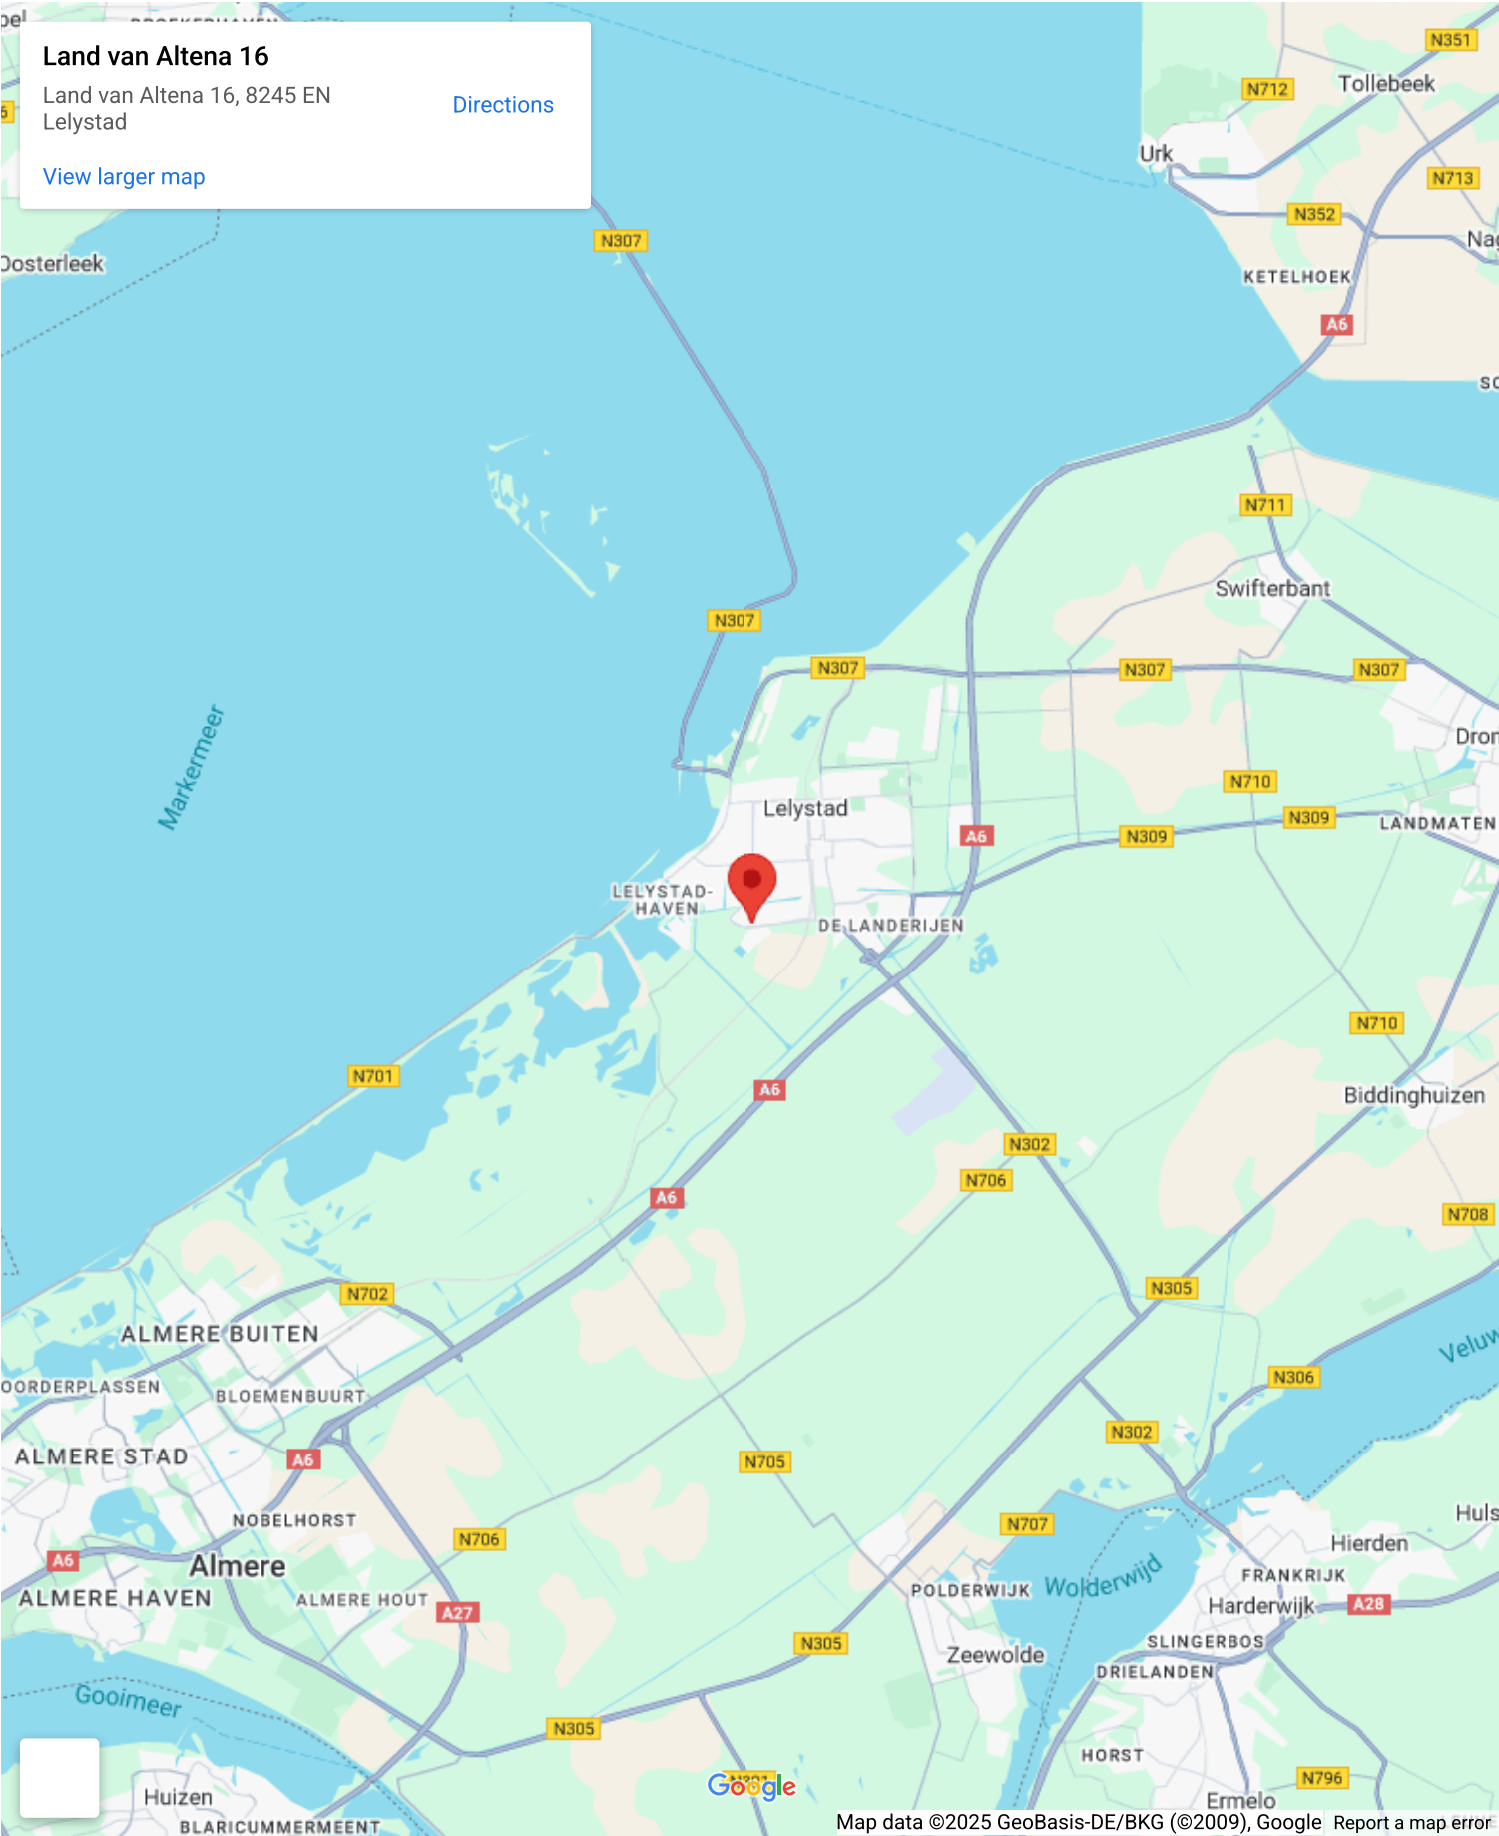 BROEKERHAVEN
Land van Altena 16
Land van Altena 16, 8245 EN
Lelystad
Directions
View larger map
N351
Tollebeek
N712
Urk
N713
N352
N307
Oosterleek
KETELHOEK
A6
N711
Swifterbant
N307
N307
N307
N307
Markermeer
N710
Lelystad
N309
LANDMATEN
A6
N309
LELYSTAD-
HAVEN
DE LANDERIJEN
N710
N701
A6
Biddinghuizen
N302
N706
A6
N708
N305
N702
ALMERE BUITEN
N306
BLOEMENBUURT
N302
ALMERE STAD
A6
N705
NOBELHORST
N707
N706
Hierden
A6
Almere
FRANKRIJK
POLDERWIJK
Wolderwijd
ALMERE HAVEN
ALMERE HOUT
A27
Harderwijk
A28
N305
SLINGERBOS
Zeewolde
DRIELANDEN
Gooimeer
N305
HORST
Google
N796
Huizen
Ermelo
BLARICUMMERMEENT
Map data ©2025 GeoBasis-DE/BKG (©2009), Google
Report a map error